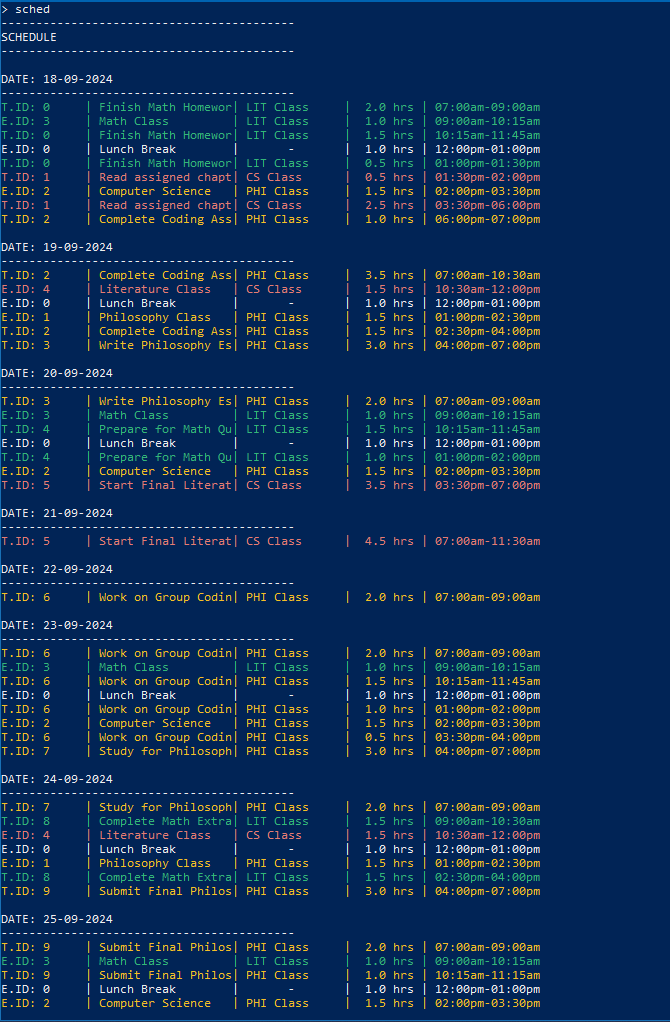 > sched
------------------------------------------
SCHEDULE
------------------------------------------
DATE: 18-09-2024
------------------------------------------
T.ID: 0 | Finish Math Homewor| LIT Class | 2.0 hrs | 07:00am-09:00am
E.ID: 3 | Math Class | LIT Class | 1.0 hrs | 09:00am-10:15am
T.ID: 0 | Finish Math Homewor| LIT Class | 1.5 hrs | 10:15am-11:45am
E.ID: 0 | Lunch Break | - | 1.0 hrs | 12:00pm-01:00pm
T.ID: 0 | Finish Math Homewor| LIT Class | 0.5 hrs | 01:00pm-01:30pm
T.ID: 1 | Read assigned chapt| CS Class | 0.5 hrs | 01:30pm-02:00pm
E.ID: 2 | Computer Science | PHI Class | 1.5 hrs | 02:00pm-03:30pm
T.ID: 1 | Read assigned chapt| CS Class | 2.5 hrs | 03:30pm-06:00pm
T.ID: 2 | Complete Coding Ass| PHI Class | 1.0 hrs | 06:00pm-07:00pm
DATE: 19-09-2024
------------------------------------------
T.ID: 2 | Complete Coding Ass| PHI Class | 3.5 hrs | 07:00am-10:30am
E.ID: 4 | Literature Class | CS Class | 1.5 hrs | 10:30am-12:00pm
E.ID: 0 | Lunch Break | - | 1.0 hrs | 12:00pm-01:00pm
E.ID: 1 | Philosophy Class | PHI Class | 1.5 hrs | 01:00pm-02:30pm
T.ID: 2 | Complete Coding Ass| PHI Class | 1.5 hrs | 02:30pm-04:00pm
T.ID: 3 | Write Philosophy Es| PHI Class | 3.0 hrs | 04:00pm-07:00pm
DATE: 20-09-2024
------------------------------------------
T.ID: 3 | Write Philosophy Es| PHI Class | 2.0 hrs | 07:00am-09:00am
E.ID: 3 | Math Class | LIT Class | 1.0 hrs | 09:00am-10:15am
T.ID: 4 | Prepare for Math Qu| LIT Class | 1.5 hrs | 10:15am-11:45am
E.ID: 0 | Lunch Break | - | 1.0 hrs | 12:00pm-01:00pm
T.ID: 4 | Prepare for Math Qu| LIT Class | 1.0 hrs | 01:00pm-02:00pm
E.ID: 2 | Computer Science | PHI Class | 1.5 hrs | 02:00pm-03:30pm
T.ID: 5 | Start Final Literat| CS Class | 3.5 hrs | 03:30pm-07:00pm
DATE: 21-09-2024
------------------------------------------
T.ID: 5 | Start Final Literat| CS Class | 4.5 hrs | 07:00am-11:30am
DATE: 22-09-2024
------------------------------------------
T.ID: 6 | Work on Group Codin| PHI Class | 2.0 hrs | 07:00am-09:00am
DATE: 23-09-2024
------------------------------------------
T.ID: 6 | Work on Group Codin| PHI Class | 2.0 hrs | 07:00am-09:00am
E.ID: 3 | Math Class | LIT Class | 1.0 hrs | 09:00am-10:15am
T.ID: 6 | Work on Group Codin| PHI Class | 1.5 hrs | 10:15am-11:45am
E.ID: 0 | Lunch Break | - | 1.0 hrs | 12:00pm-01:00pm
T.ID: 6 | Work on Group Codin| PHI Class | 1.0 hrs | 01:00pm-02:00pm
E.ID: 2 | Computer Science | PHI Class | 1.5 hrs | 02:00pm-03:30pm
T.ID: 6 | Work on Group Codin| PHI Class | 0.5 hrs | 03:30pm-04:00pm
T.ID: 7 | Study for Philosoph| PHI Class | 3.0 hrs | 04:00pm-07:00pm
DATE: 24-09-2024
------------------------------------------
T.ID: 7 | Study for Philosoph| PHI Class | 2.0 hrs | 07:00am-09:00am
T.ID: 8 | Complete Math Extra| LIT Class | 1.5 hrs | 09:00am-10:30am
E.ID: 4 | Literature Class | CS Class | 1.5 hrs | 10:30am-12:00pm
E.ID: 0 | Lunch Break | - | 1.0 hrs | 12:00pm-01:00pm
E.ID: 1 | Philosophy Class | PHI Class | 1.5 hrs | 01:00pm-02:30pm
T.ID: 8 | Complete Math Extra| LIT Class | 1.5 hrs | 02:30pm-04:00pm
T.ID: 9 | Submit Final Philos| PHI Class | 3.0 hrs | 04:00pm-07:00pm
DATE: 25-09-2024
------------------------------------------
T.ID: 9 | Submit Final Philos| PHI Class | 2.0 hrs | 07:00am-09:00am
E.ID: 3 | Math Class | LIT Class | 1.0 hrs | 09:00am-10:15am
T.ID: 9 | Submit Final Philos| PHI Class | 1.0 hrs | 10:15am-11:15am
E.ID: 0 | Lunch Break | - | 1.0 hrs | 12:00pm-01:00pm
E.ID: 2 | Computer Science | PHI Class | 1.5 hrs | 02:00pm-03:30pm